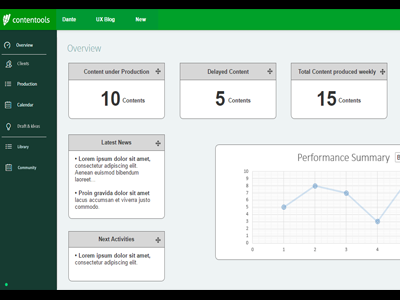 contentools
Dante
UX Blog
New
Overview
Clients
Production
Calendar
Draft & Ideas
Library
Community
Overview
Content under Production
10 Contents
Delayed Content
5 Contents
Total Content produced weekly
15 Contents
Latest News
• Lorem ipsum dolor sit amet,
consectetur adipiscing elit.
Aenean euismod bibendum
laoreet...
• Proin gravida dolor sit amet
lacus accumsan et viverra justo
commodo.
Next Activities
• Lorem ipsum dolor sit amet,
consectetur adipiscing elit.
Performance Summary
10
9
8
7
6
5
4
3
2
1
0
0
1
2
3
4